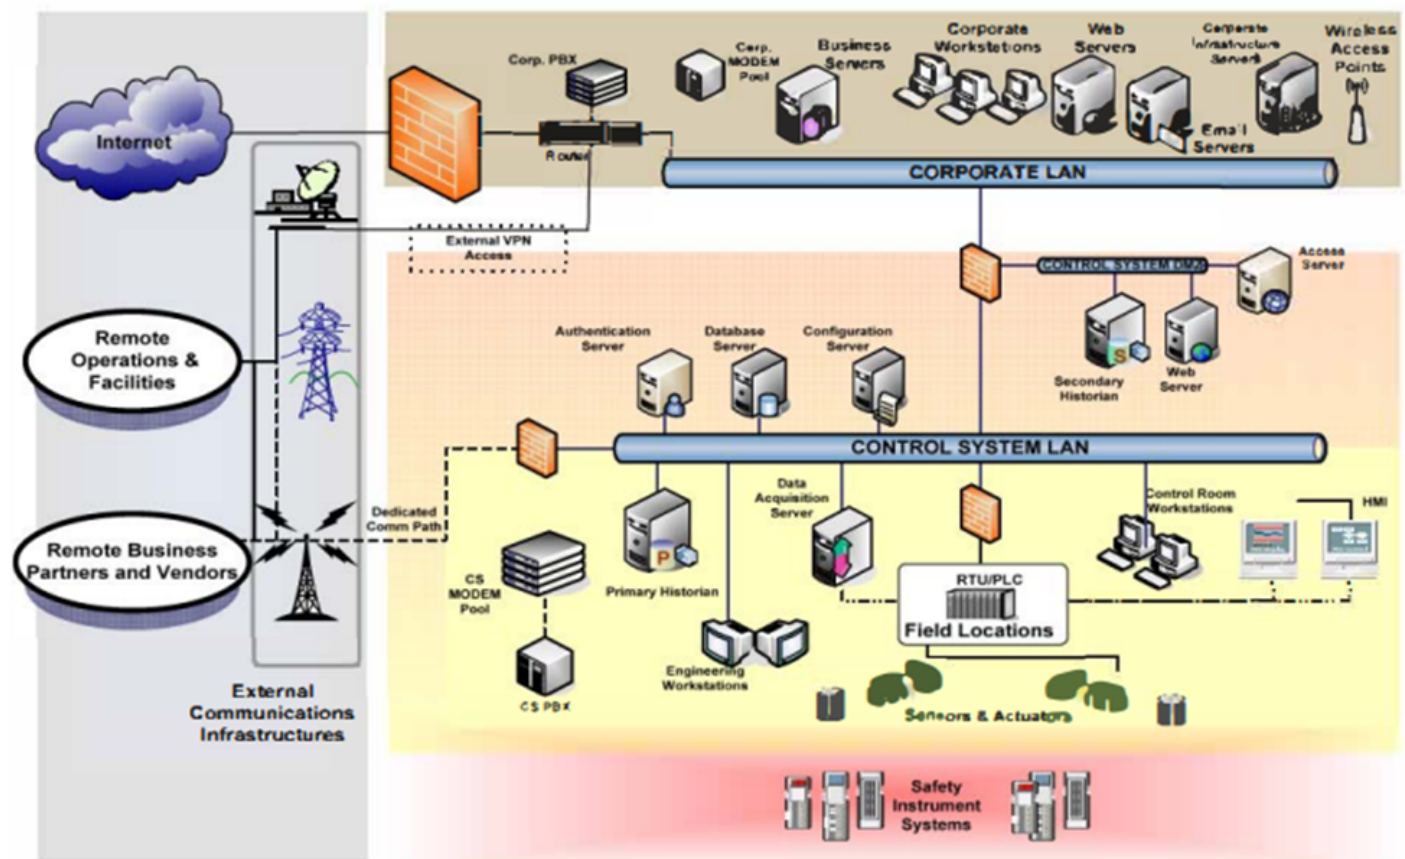 Internet
Corp. PBX
Router
Corp.
MODEM
Pool
Business
Servers
Corporate
Workstations
Web
Servers
Email
Servers
Corporate
Infrastructure
Servers
Wireless
Access
Points
CORPORATE LAN
External VPN
Access
CONTROL SYSTEM DMZ
Access
Server
Secondary
Historian
S
Web
Server
Remote
Operations &
Facilities
Authentication
Server
Database
Server
Configuration
Server
CONTROL SYSTEM LAN
Remote Business
Partners and Vendors
Dedicated
Comm Path
CS
MODEM
Pool
CS PBX
P
Primary Historian
Engineering
Workstations
Data
Acquisition
Server
RTU/PLC
Field Locations
Control Room
Workstations
HMI
Sensors & Actuators
External
Communications
Infrastructures
Safety
Instrument
Systems